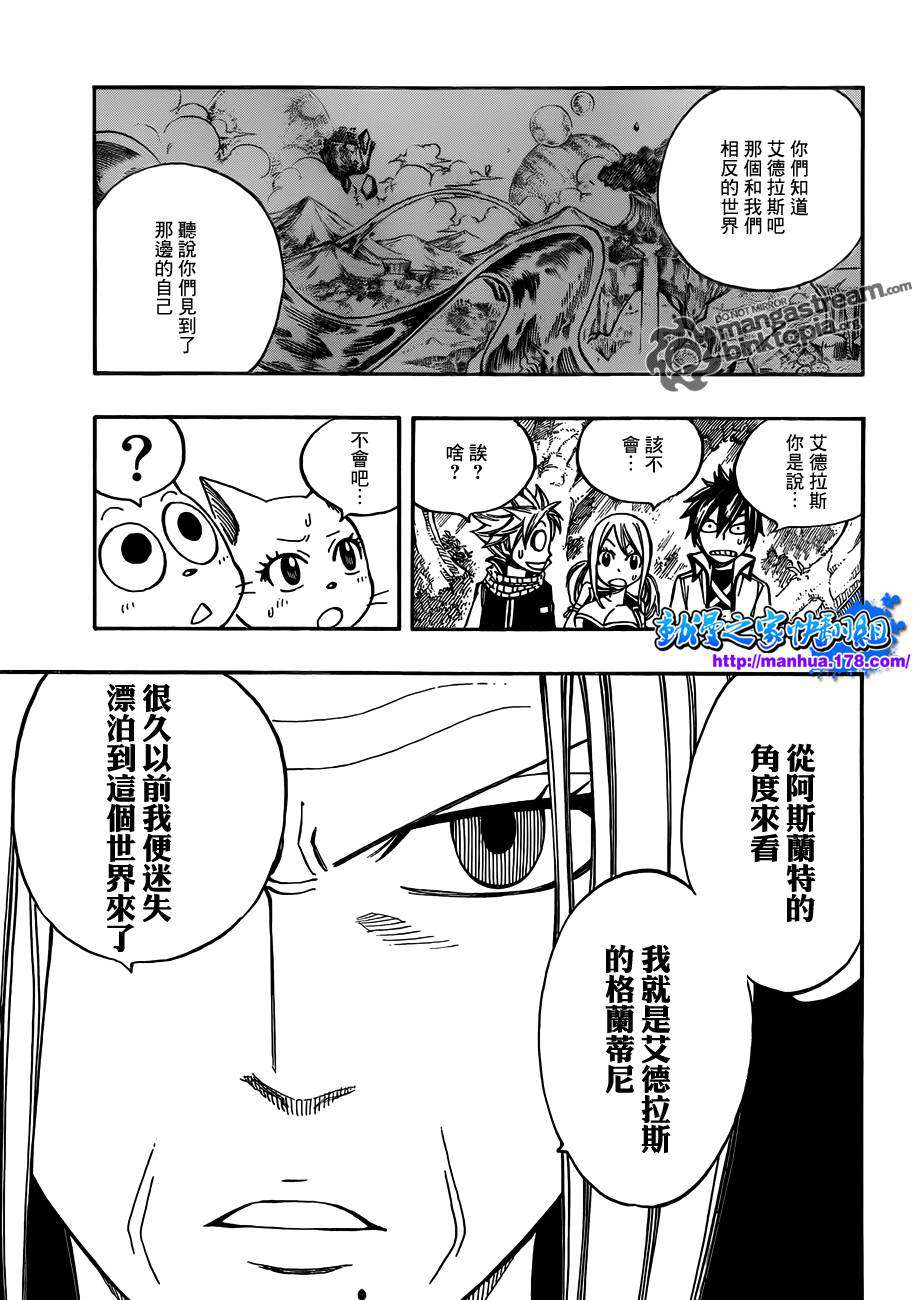 你們知道
艾德拉斯吧
那個和我們
相反的世界
聽說你們見到了
那邊的自己
DO NOT MIRROR
mangastream.com
binktopia.org
艾德拉斯
你是說…
該不
會…
誒？
啥？
不會吧…
？
動漫之家快翻組
http://manhua.178.com/
從阿斯蘭特的
角度來看
我就是艾德拉斯
的格蘭蒂尼
很久以前我便迷失
漂泊到這個世界來了